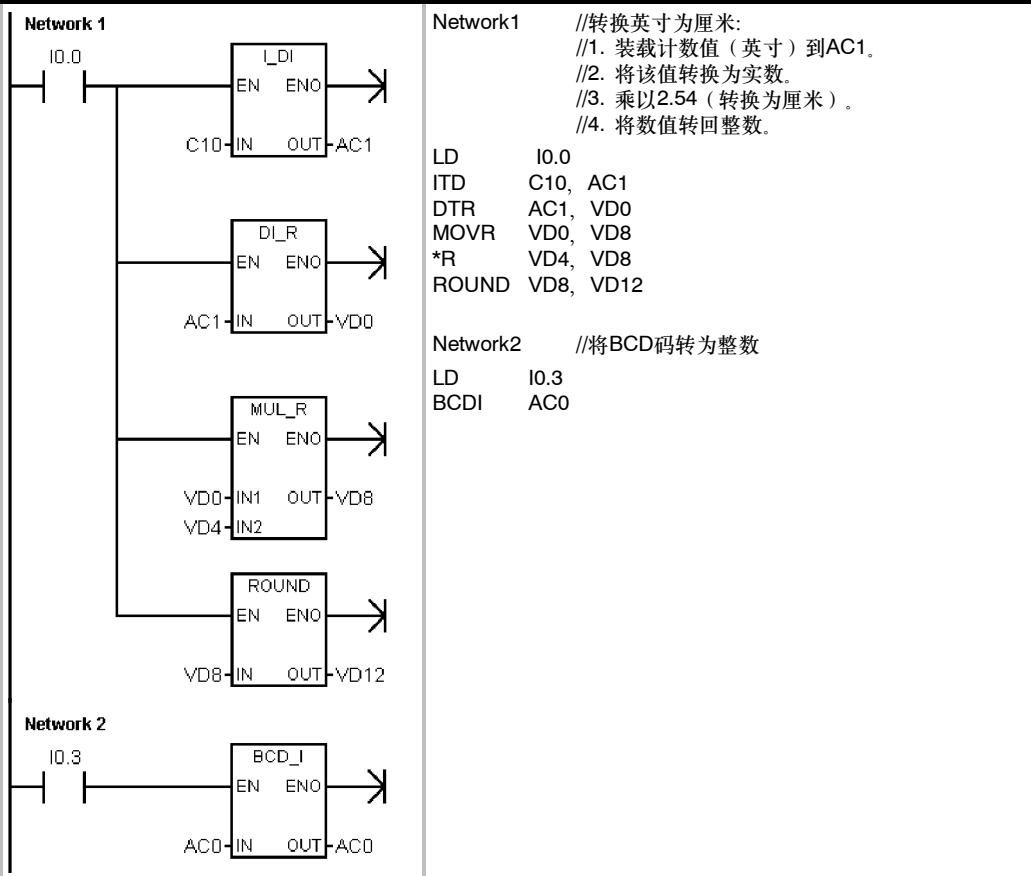 Network 1
I0.0
I_DI
EN ENO
C10 IN OUT AC1
DI_R
EN ENO
AC1 IN OUT VD0
MUL_R
EN ENO
VD0 IN1 OUT VD8
VD4 IN2
ROUND
EN ENO
VD8 IN OUT VD12
Network 2
I0.3
BCD_I
EN ENO
AC0 IN OUT AC0
Network1 //转换英寸为厘米:
//1. 装载计数值（英寸）到AC1。
//2. 将该值转换为实数。
//3. 乘以2.54（转换为厘米）。
//4. 将数值转回整数。
LD I0.0
ITD C10, AC1
DTR AC1, VD0
MOVR VD0, VD8
*R VD4, VD8
ROUND VD8, VD12
Network2 //将BCD码转为整数
LD I0.3
BCDI AC0